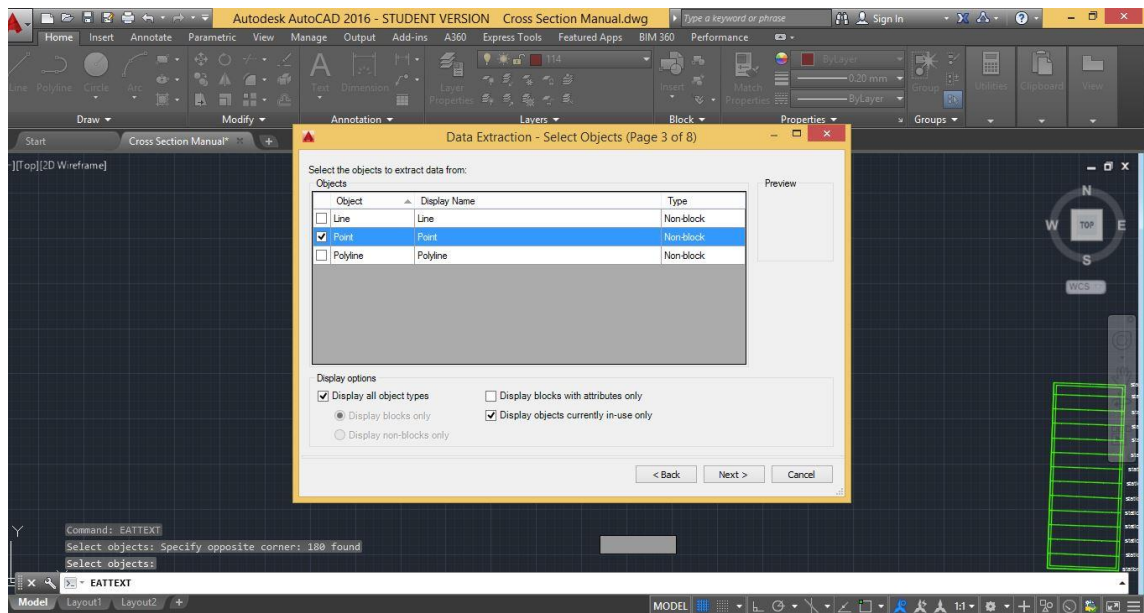 Autodesk AutoCAD 2016 - STUDENT VERSION Cross Section Manual.dwg
Type a keyword or phrase
Sign In
Home Insert Annotate Parametric View Manage Output Add-ins A360 Express Tools Featured Apps BIM 360 Performance
114
ByLayer
Line Polyline Circle Arc
Text Dimension
Layer Properties
Insert
Match Properties
0.20 mm
ByLayer
Group
Utilities
Clipboard
View
Draw Modify Annotation Layers Block Properties Groups
Start Cross Section Manual*
[Top][2D Wireframe]
Data Extraction - Select Objects (Page 3 of 8)
Select the objects to extract data from:
Objects
Preview
Object Display Name Type
Line Line Non-block
Point Point Non-block
Polyline Polyline Non-block
Display options
Display all object types
Display blocks with attributes only
Display blocks only
Display objects currently in-use only
Display non-blocks only
< Back Next > Cancel
N
W TOP E
S
WCS
Y
Command: EATTEXT
Select objects: Specify opposite corner: 180 found
Select objects:
EATTEXT
Model Layout1 Layout2 +
MODEL
1:1